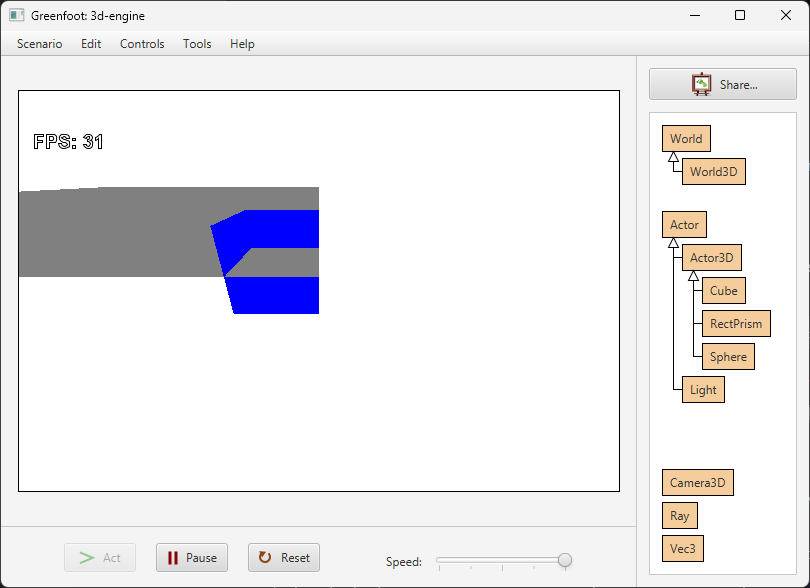 Greenfoot: 3d-engine
Scenario Edit Controls Tools Help
Share...
FPS: 31
World
World3D
Actor
Actor3D
Cube
RectPrism
Sphere
Light
Camera3D
Ray
Vec3
Act Pause Reset Speed: